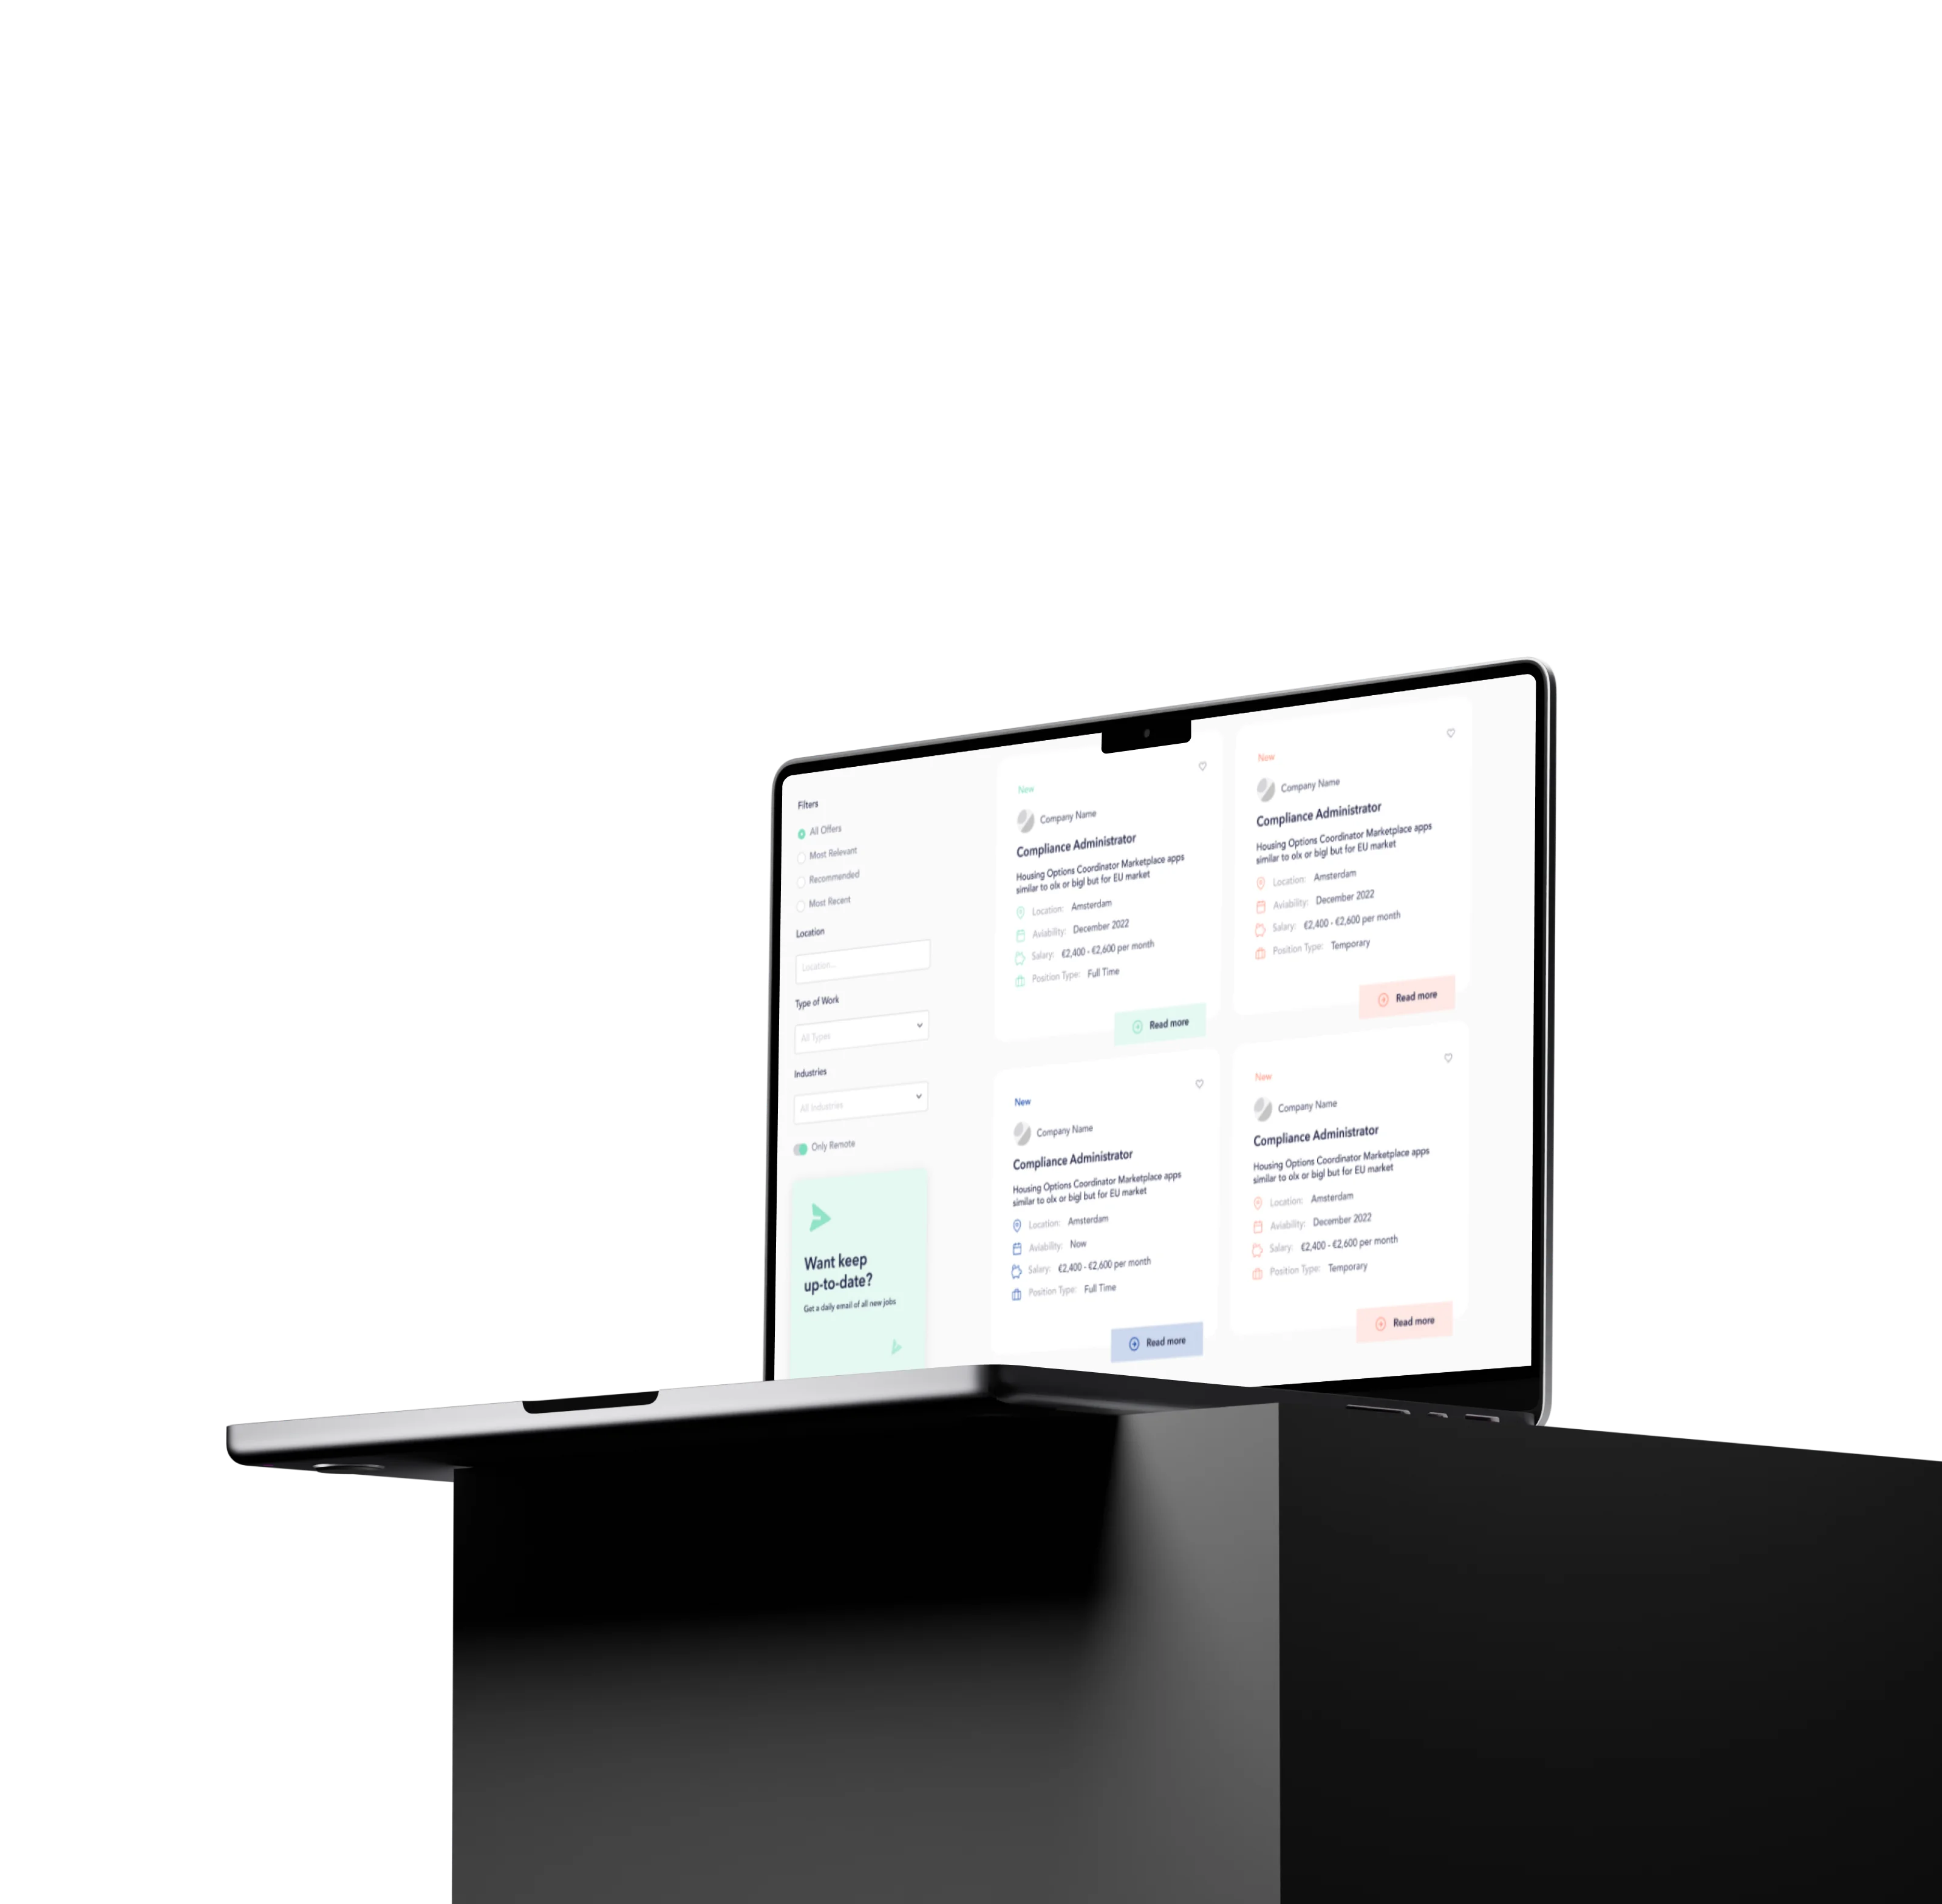 Filters
All Offers
Most Relevant
Recommended
Most Recent
Location
Location...
Type of Work
All Types
Industries
All Industries
Only Remote
Want keep
up-to-date?
Get a daily email of all new jobs
New
Company Name
Compliance Administrator
Housing Options Coordinator Marketplace apps
similar to olx or bigl but for EU market
Location: Amsterdam
Aviability: December 2022
Salary: €2,400 - €2,600 per month
Position Type: Full Time
Read more
New
Company Name
Compliance Administrator
Housing Options Coordinator Marketplace apps
similar to olx or bigl but for EU market
Location: Amsterdam
Aviability: December 2022
Salary: €2,400 - €2,600 per month
Position Type: Temporary
Read more
New
Company Name
Compliance Administrator
Housing Options Coordinator Marketplace apps
similar to olx or bigl but for EU market
Location: Amsterdam
Aviability: Now
Salary: €2,400 - €2,600 per month
Position Type: Full Time
Read more
New
Company Name
Compliance Administrator
Housing Options Coordinator Marketplace apps
similar to olx or bigl but for EU market
Location: Amsterdam
Aviability: December 2022
Salary: €2,400 - €2,600 per month
Position Type: Temporary
Read more